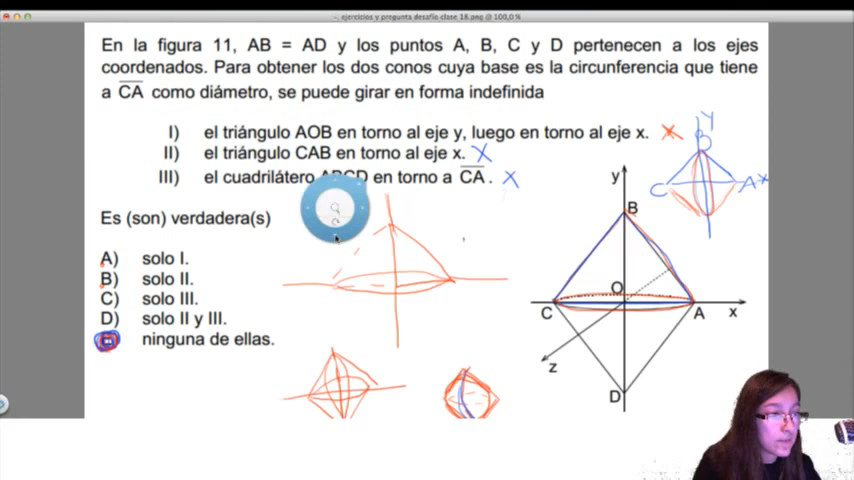 ejercicios y pregunta desafío clase 18.png @ 100,0 %
En la figura 11, AB = AD y los puntos A, B, C y D pertenecen a los ejes
coordenados. Para obtener los dos conos cuya base es la circunferencia que tiene
a CA como diámetro, se puede girar en forma indefinida
I) el triángulo AOB en torno al eje y, luego en torno al eje x.
II) el triángulo CAB en torno al eje x.
III) el cuadrilátero ABCD en torno a CA.
Es (son) verdadera(s)
A) solo I.
B) solo II.
C) solo III.
D) solo II y III.
ninguna de ellas.
y
B
C
A
x
y
B
O
C
A
x
z
D